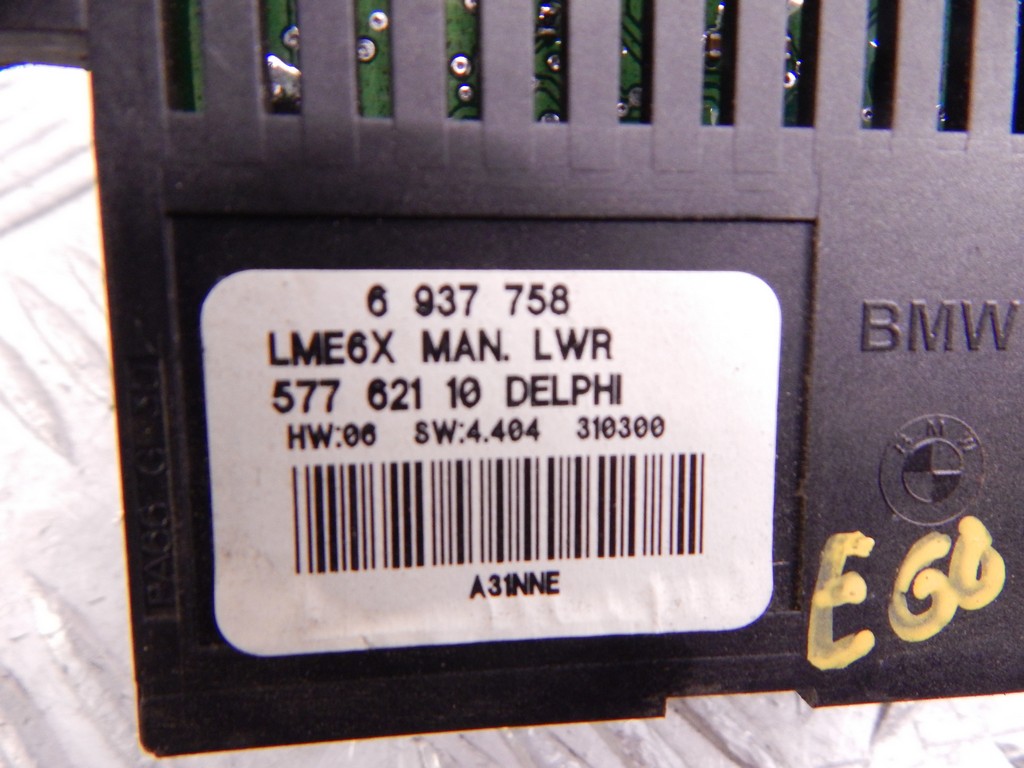 6 937 758
LME6X MAN. LWR
577 621 10 DELPHI
HW:06 SW:4.404 310300
A31NNE
BMW
BMW
E60